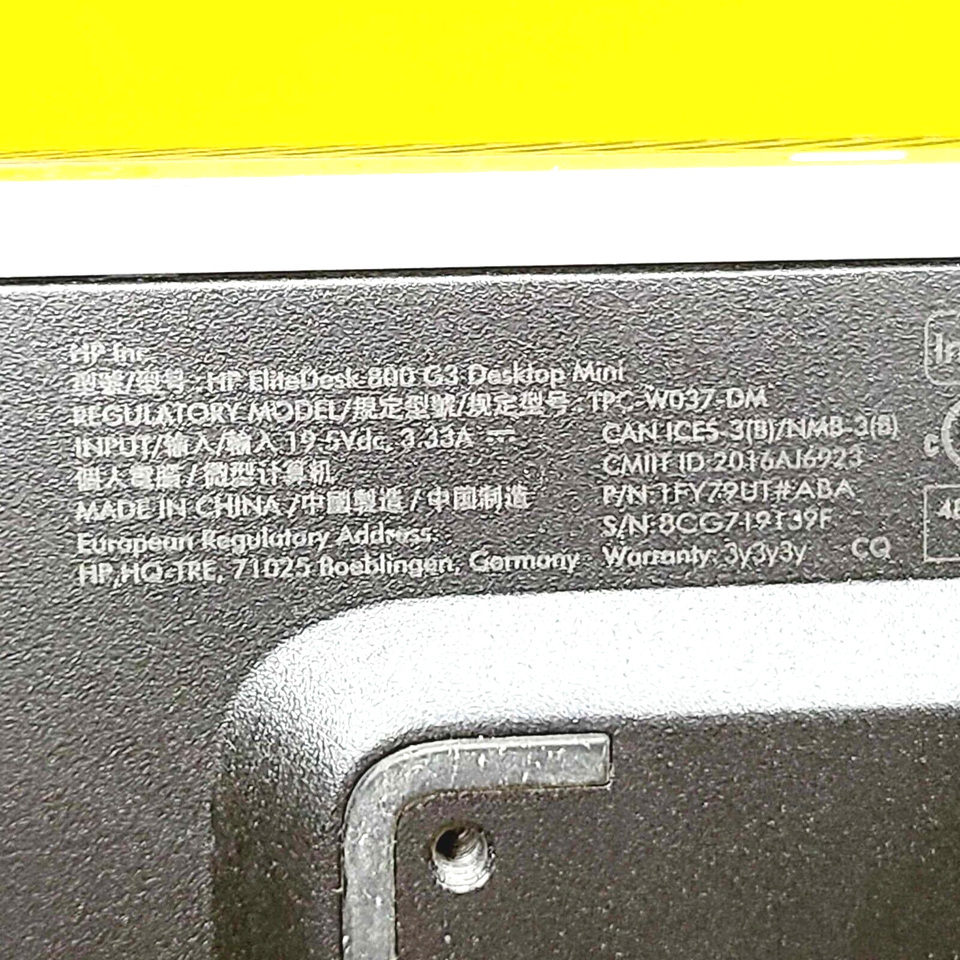 HP Inc.
型號/型号 : HP EliteDesk 800 G3 Desktop Mini
REGULATORY MODEL/規定型號/规定型号 : TPC-W037-DM
INPUT/输入/輸入 19.5Vdc, 3.33A ⎓
個人電腦 / 微型计算机
MADE IN CHINA /中國製造 / 中国制造
European Regulatory Address:
HP, HQ-TRE, 71025 Boeblingen, Germany
CAN ICES-3(B)/NMB-3(B)
CMIIT ID:2016AJ6923
P/N:1FY79UT#ABA
S/N:8CG719139F
Warranty: 3y3y3y CQ